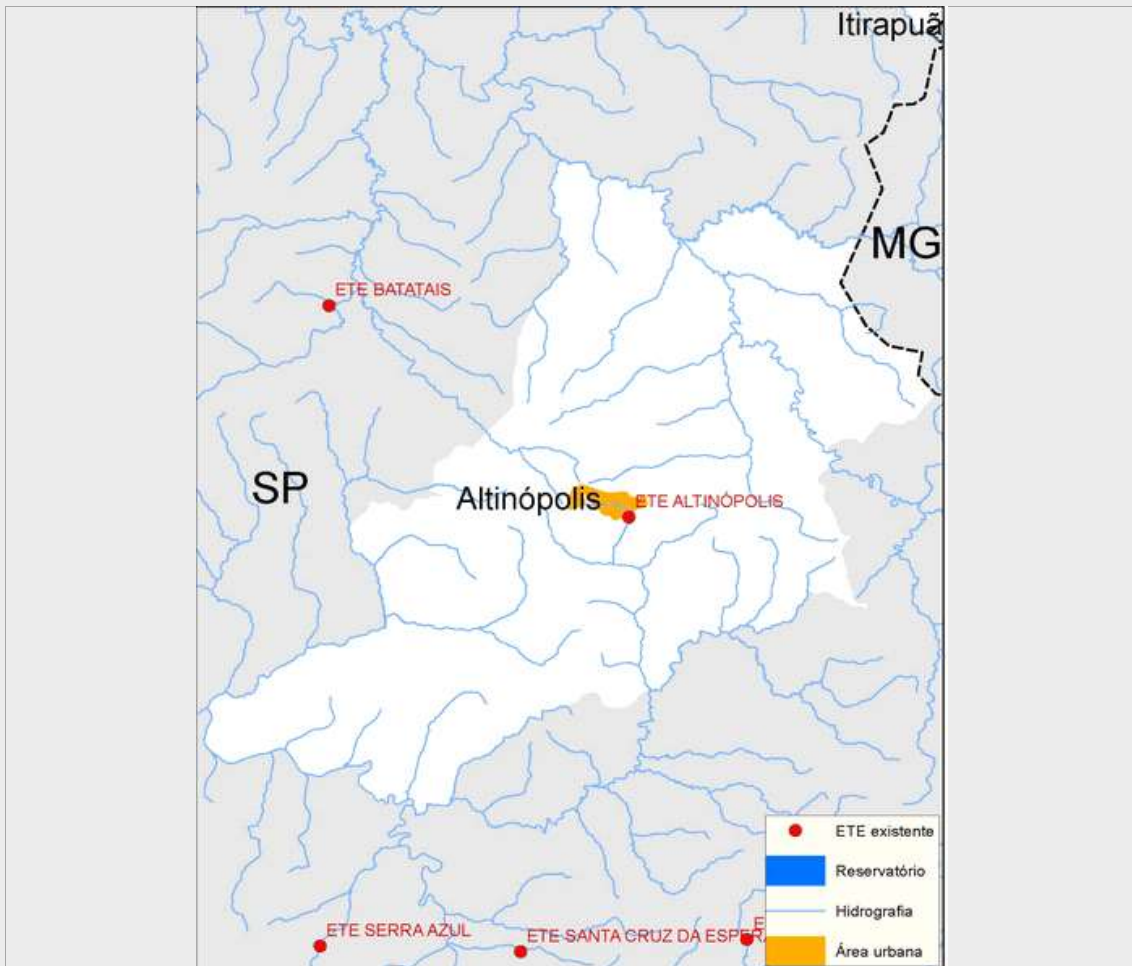 Itirapuã
MG
ETE BATATAIS
SP
Altinópolis
ETE ALTINÓPOLIS
ETE existente
Reservatório
Hidrografia
Área urbana
ETE SERRA AZUL
ETE SANTA CRUZ DA ESPERA
E